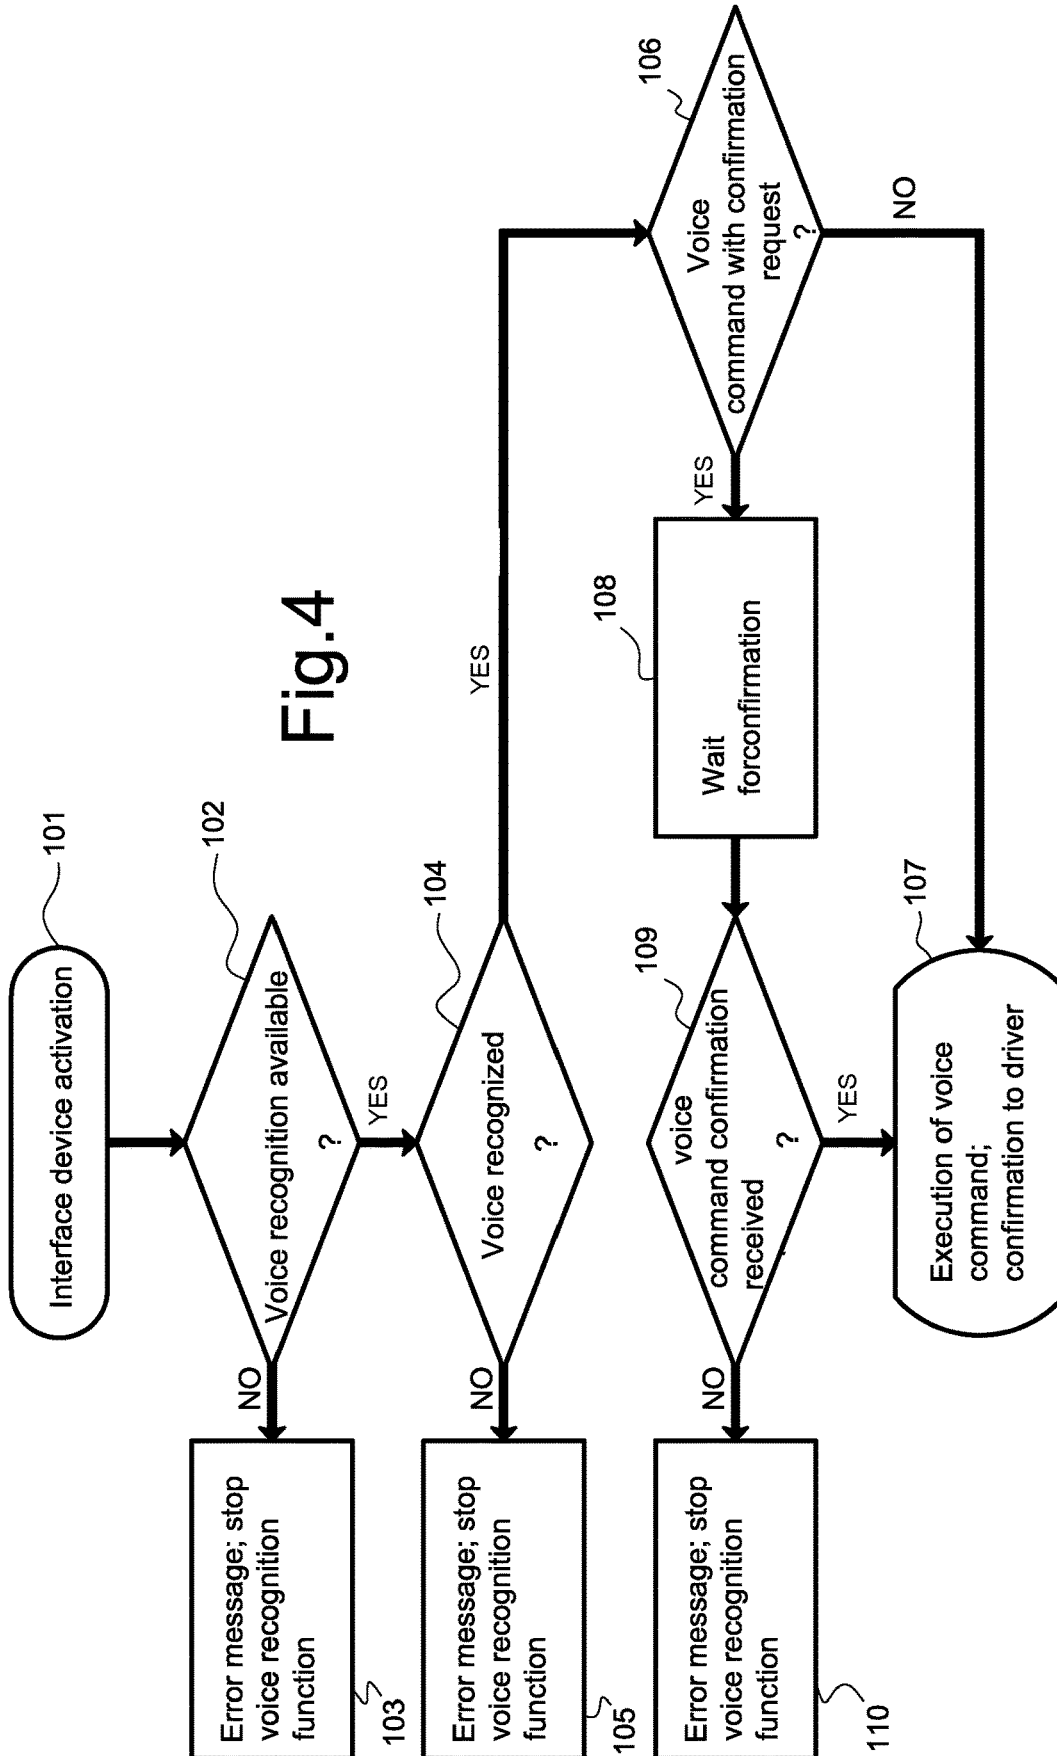 Fig.4
101
Interface device activation
102
Voice recognition available
?
NO
YES
Error message; stop
voice recognition
function
103
104
Voice recognized
?
NO
YES
Error message; stop
voice recognition
function
105
106
Voice
command with confirmation
request
?
YES
NO
108
Wait
forconfirmation
109
voice
command confirmation
received
?
NO
YES
Error message; stop
voice recognition
function
110
107
Execution of voice
command;
confirmation to driver